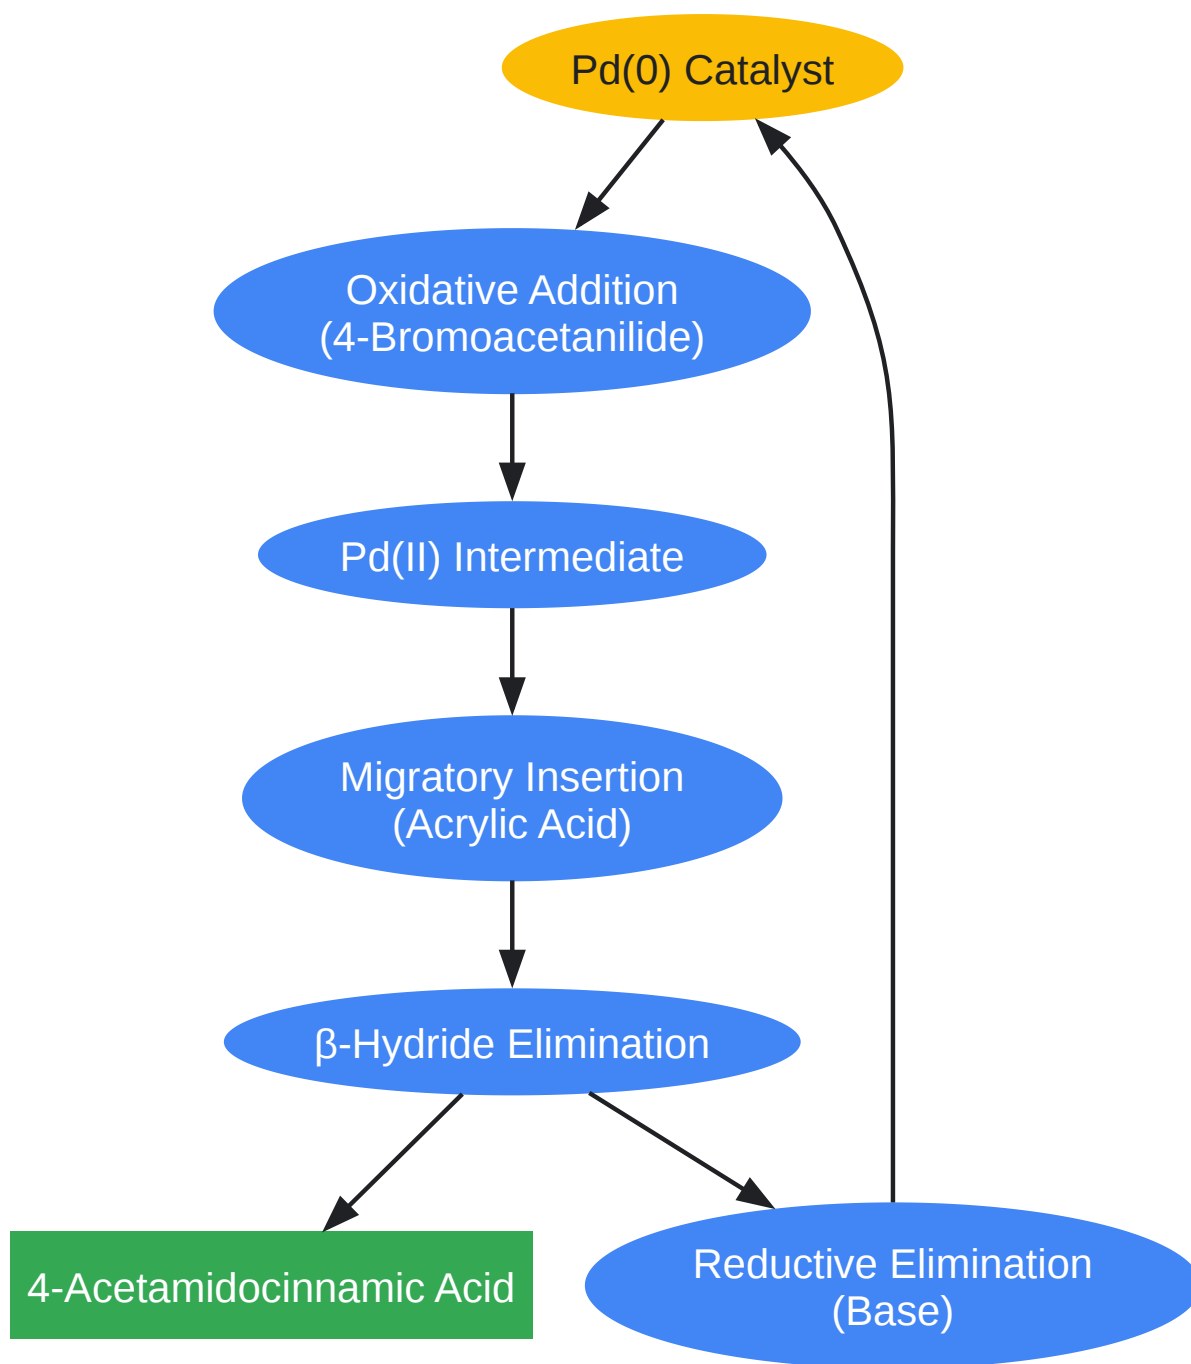 Pd(0) Catalyst
Oxidative Addition
(4-Bromoacetanilide)
Pd(II) Intermediate
Migratory Insertion
(Acrylic Acid)
β-Hydride Elimination
4-Acetamidocinnamic Acid
Reductive Elimination
(Base)